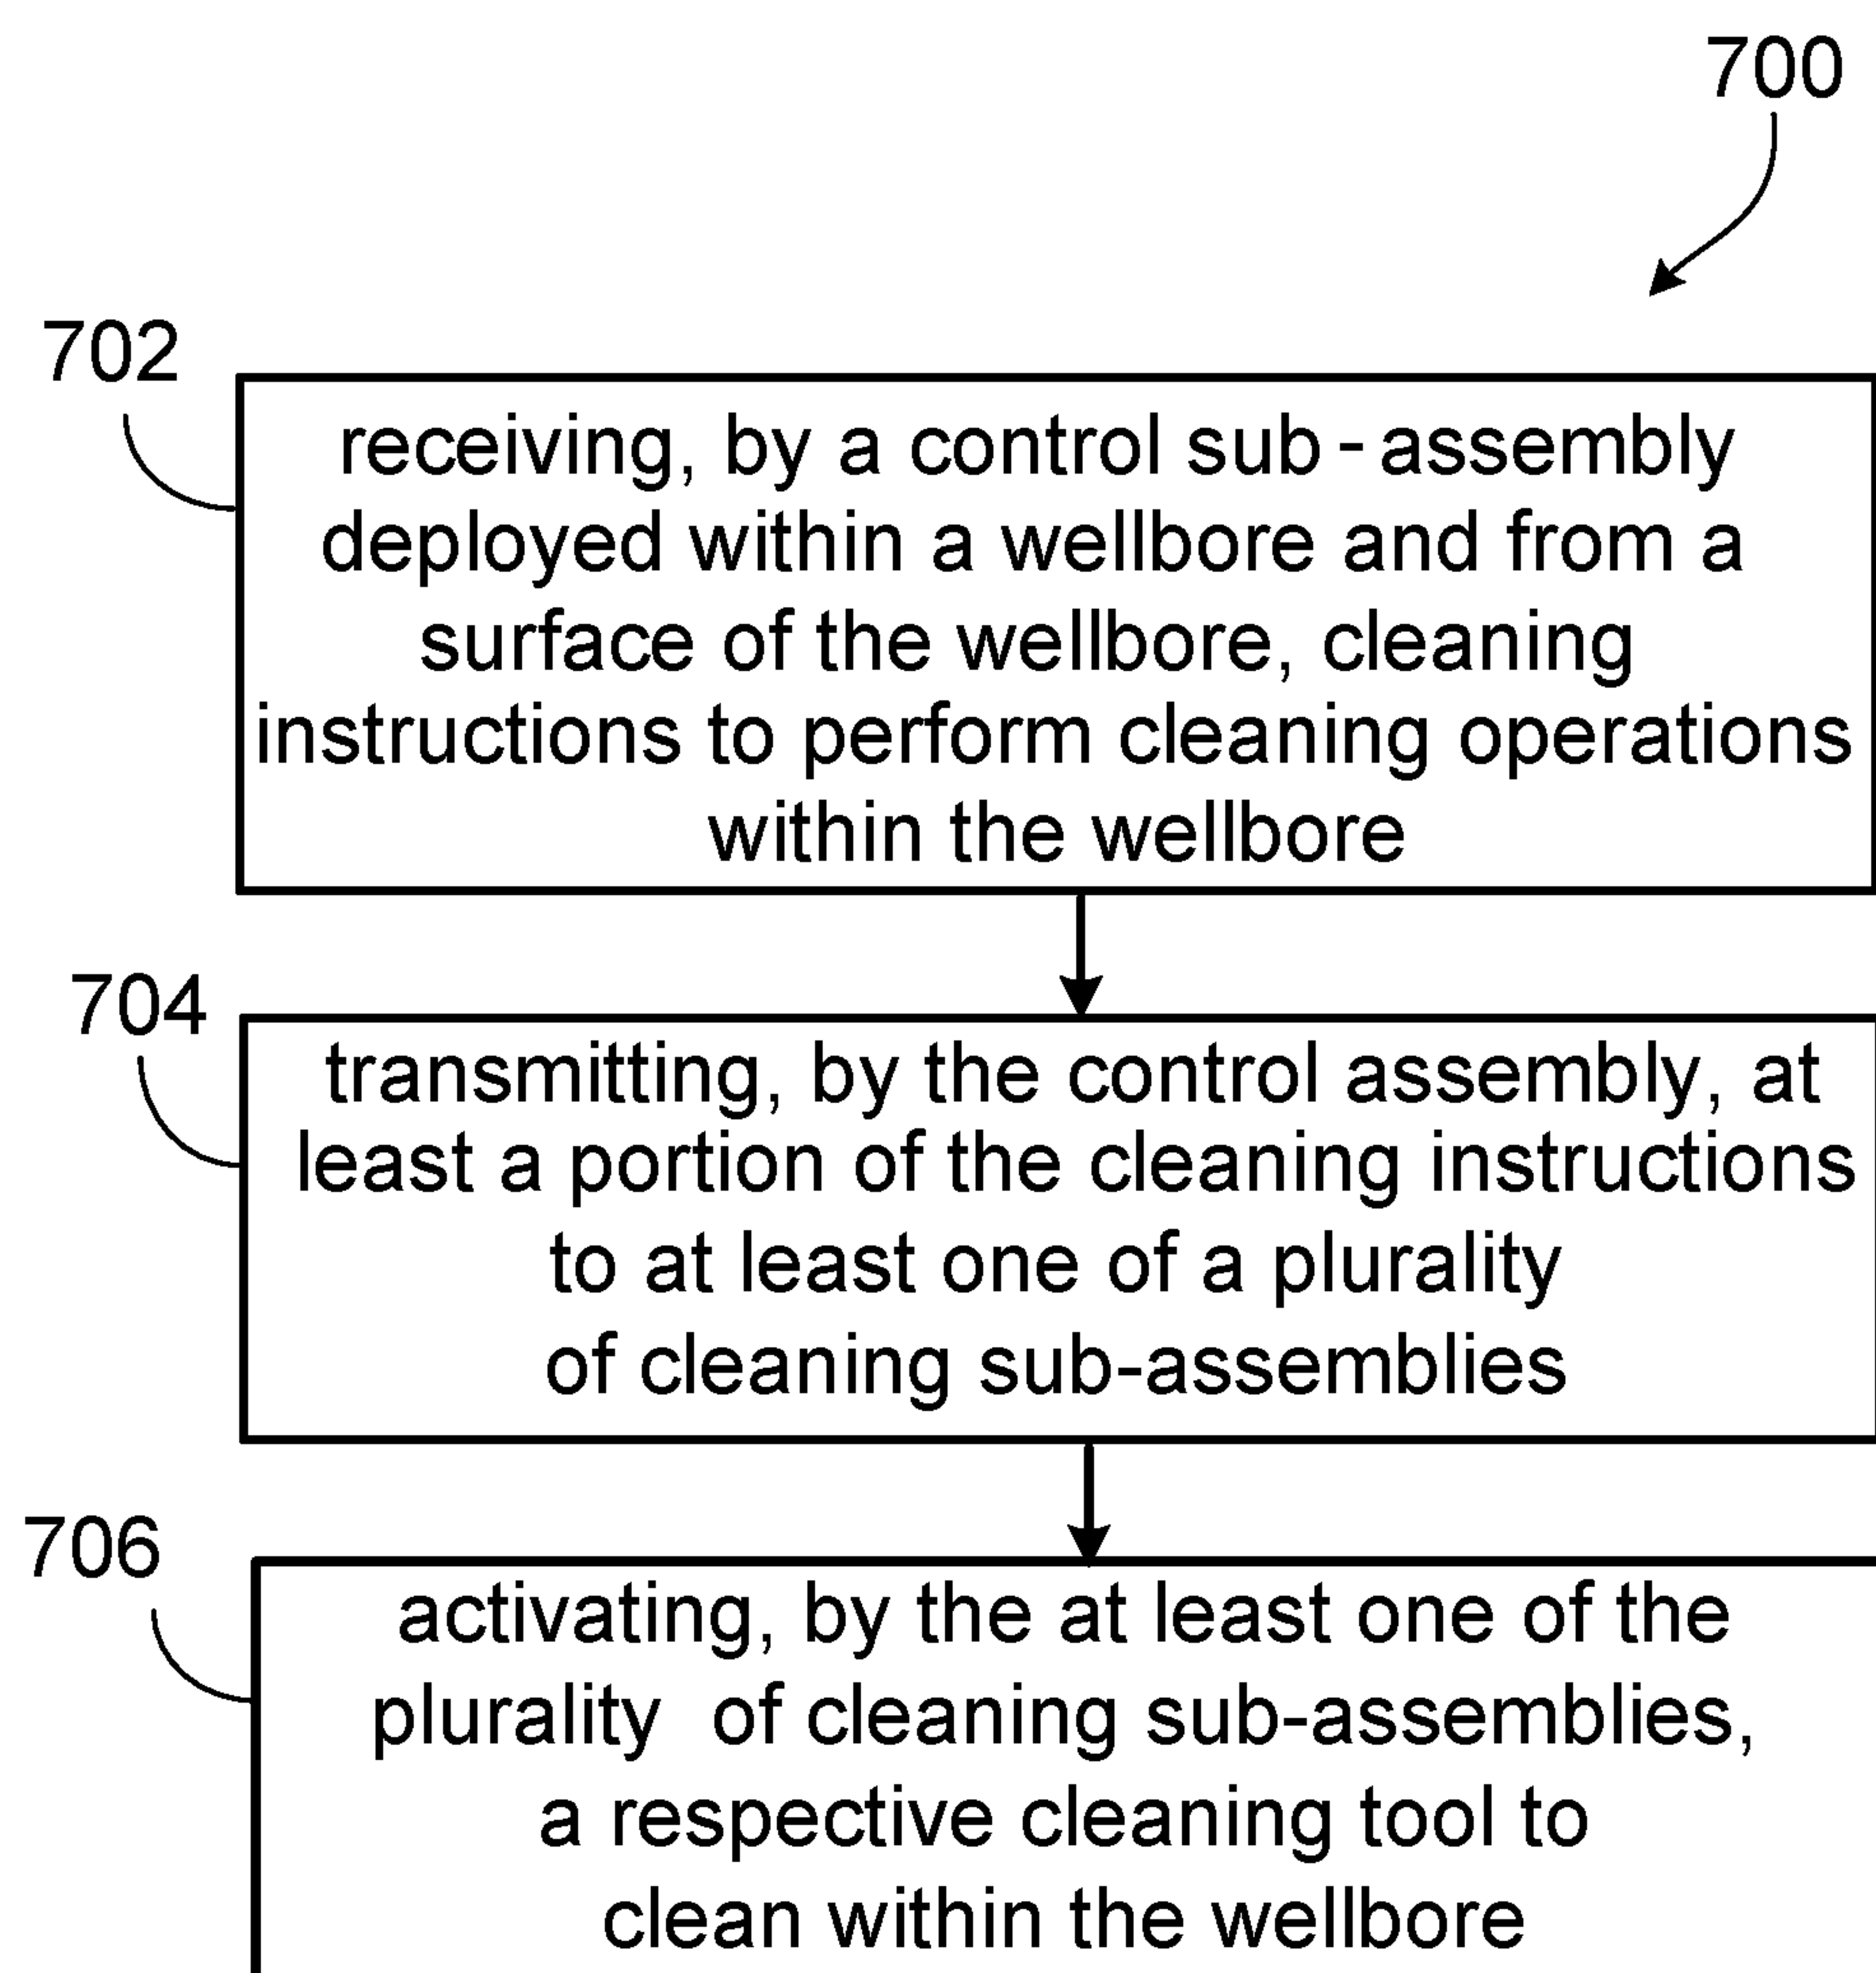 700
702
receiving, by a control sub-assembly
deployed within a wellbore and from a
surface of the wellbore, cleaning
instructions to perform cleaning operations
within the wellbore
704
transmitting, by the control assembly, at
least a portion of the cleaning instructions
to at least one of a plurality
of cleaning sub-assemblies
706
activating, by the at least one of the
plurality of cleaning sub-assemblies,
a respective cleaning tool to
clean within the wellbore